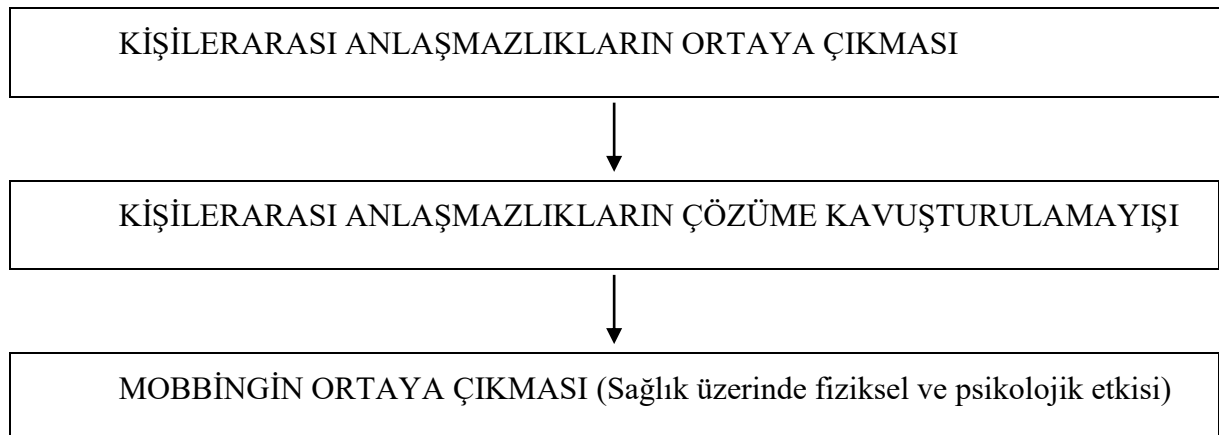 KİŞİLERARASI ANLAŞMAZLIKLARIN ORTAYA ÇIKMASI
KİŞİLERARASI ANLAŞMAZLIKLARIN ÇÖZÜME KAVUŞTURULAMAYIŞI
MOBBİNGİN ORTAYA ÇIKMASI (Sağlık üzerinde fiziksel ve psikolojik etkisi)